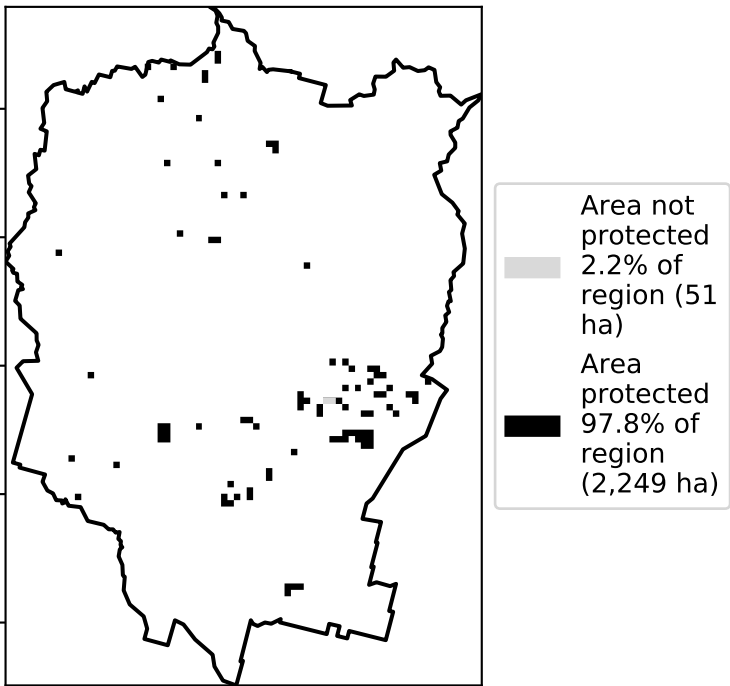 Area not
protected
2.2% of
region (51
ha)
Area
protected
97.8% of
region
(2,249 ha)